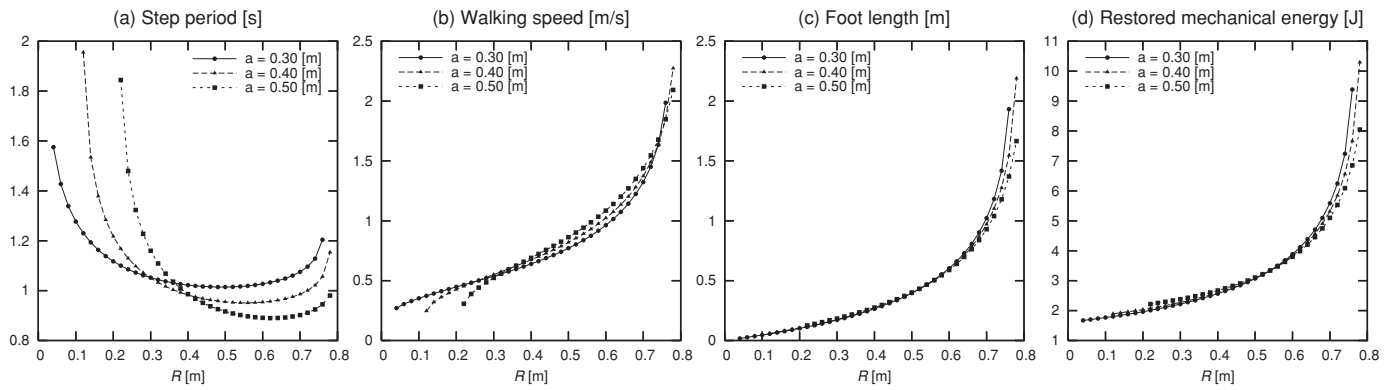 (a) Step period [s]
2
1.8
1.6
1.4
1.2
1
0.8
a = 0.30 [m]
a = 0.40 [m]
a = 0.50 [m]
0 0.1 0.2 0.3 0.4 0.5 0.6 0.7 0.8
R [m]
(b) Walking speed [m/s]
2.5
2
1.5
1
0.5
0
a = 0.30 [m]
a = 0.40 [m]
a = 0.50 [m]
0 0.1 0.2 0.3 0.4 0.5 0.6 0.7 0.8
R [m]
(c) Foot length [m]
2.5
2
1.5
1
0.5
0
a = 0.30 [m]
a = 0.40 [m]
a = 0.50 [m]
0 0.1 0.2 0.3 0.4 0.5 0.6 0.7 0.8
R [m]
(d) Restored mechanical energy [J]
11
10
9
8
7
6
5
4
3
2
1
0
a = 0.30 [m]
a = 0.40 [m]
a = 0.50 [m]
0 0.1 0.2 0.3 0.4 0.5 0.6 0.7 0.8
R [m]